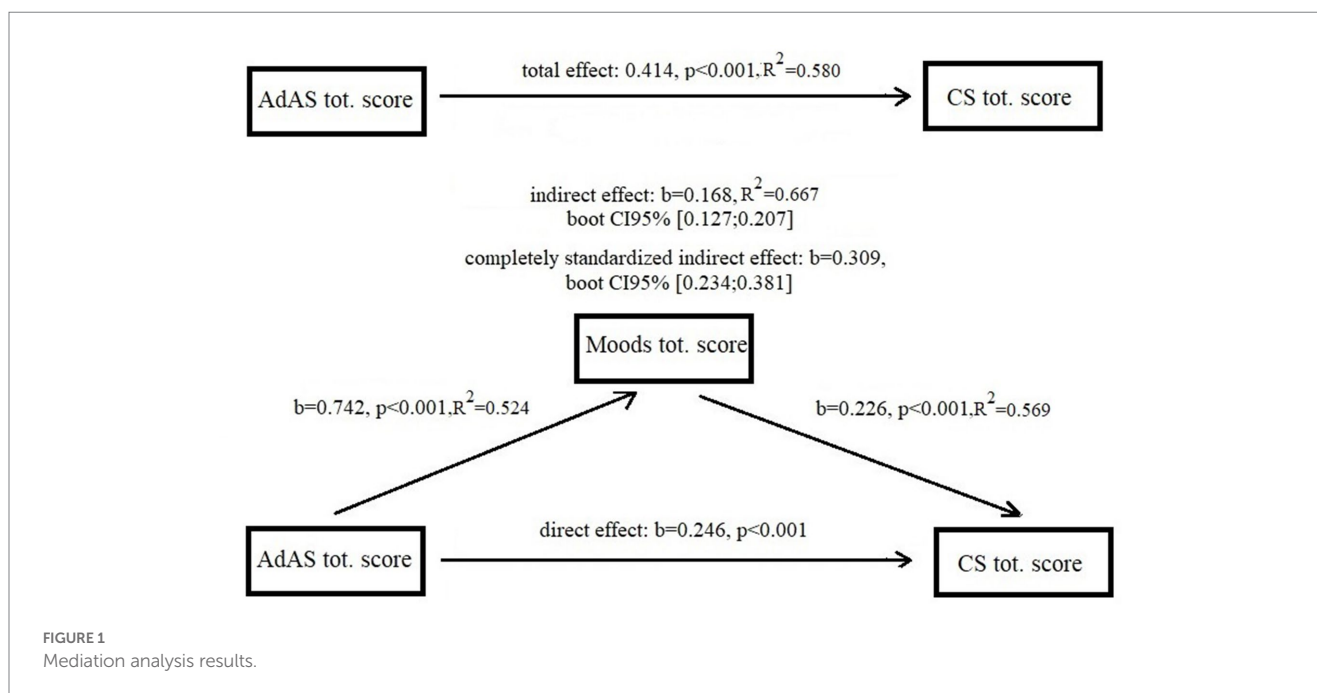 total effect: 0.414, p<0.001,R²=0.580
AdAS tot. score
CS tot. score
indirect effect: b=0.168, R²=0.667
boot CI95% [0.127;0.207]
completely standardized indirect effect: b=0.309,
boot CI95% [0.234;0.381]
Moods tot. score
b=0.742, p<0.001,R²=0.524
b=0.226, p<0.001,R²=0.569
direct effect: b=0.246, p<0.001
AdAS tot. score
CS tot. score
FIGURE 1
Mediation analysis results.